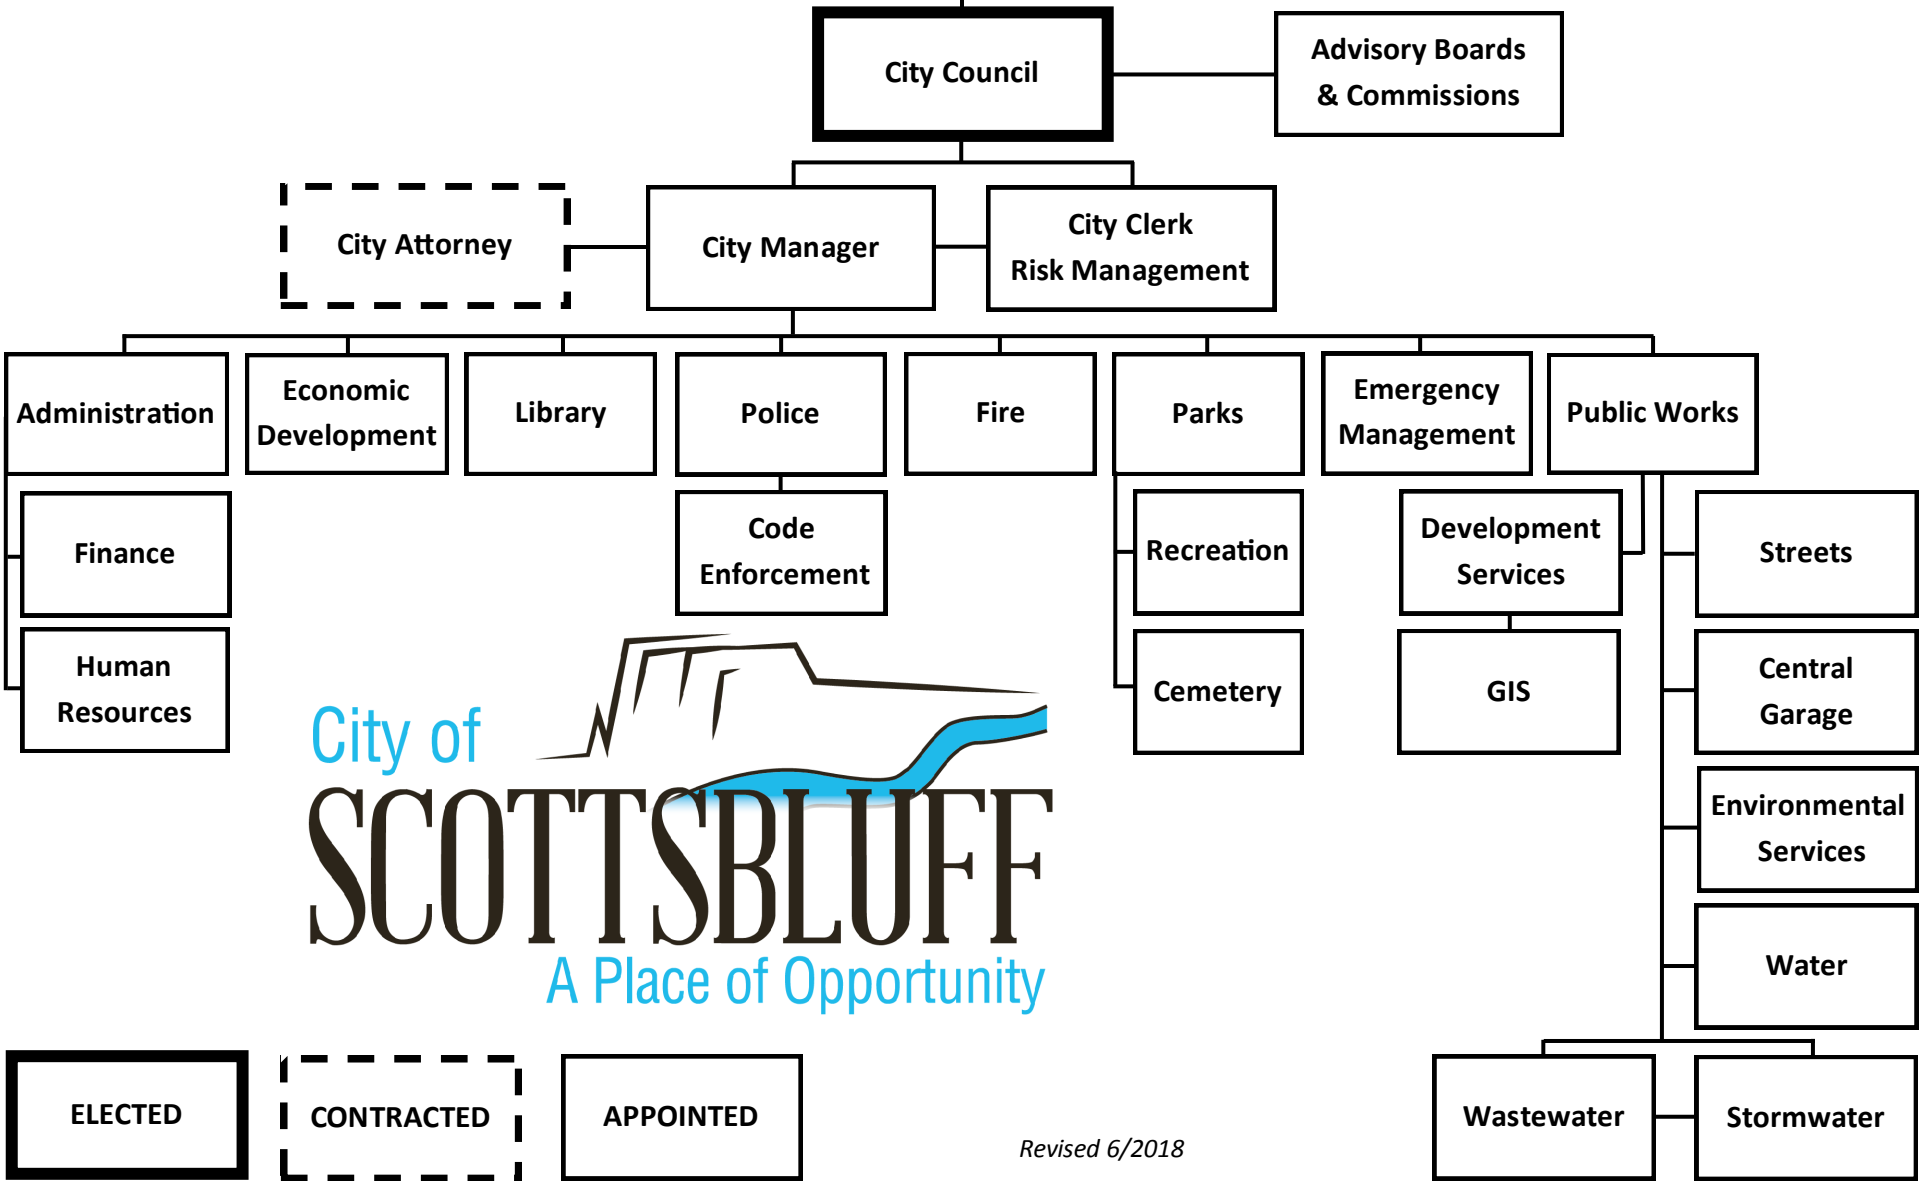 City Council
Advisory Boards
& Commissions
City Attorney
City Manager
City Clerk
Risk Management
Administration
Economic
Development
Library
Police
Fire
Parks
Emergency
Management
Public Works
Finance
Code
Enforcement
Recreation
Development
Services
Streets
Human
Resources
Cemetery
GIS
Central
Garage
Environmental
Services
Water
Wastewater
Stormwater
City of
SCOTTSBLUFF
A Place of Opportunity
ELECTED
CONTRACTED
APPOINTED
Revised 6/2018